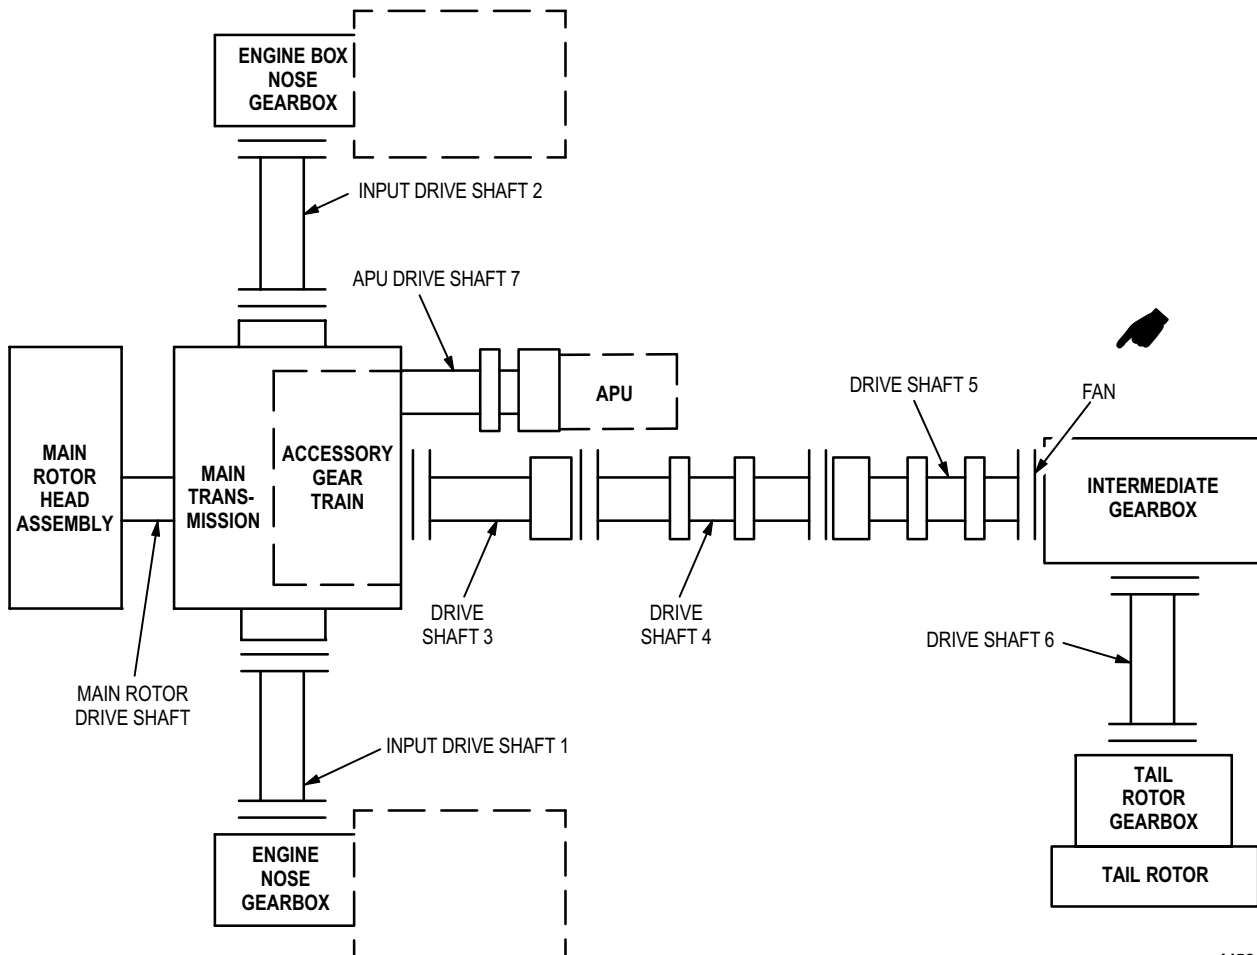 ENGINE BOX
NOSE
GEARBOX
INPUT DRIVE SHAFT 2
APU DRIVE SHAFT 7
APU
DRIVE SHAFT 5
FAN
MAIN
ROTOR
HEAD
ASSEMBLY
MAIN
TRANS-
MISSION
ACCESSORY
GEAR
TRAIN
INTERMEDIATE
GEARBOX
DRIVE
SHAFT 3
DRIVE
SHAFT 4
DRIVE SHAFT 6
MAIN ROTOR
DRIVE SHAFT
INPUT DRIVE SHAFT 1
TAIL
ROTOR
GEARBOX
TAIL ROTOR
ENGINE
NOSE
GEARBOX